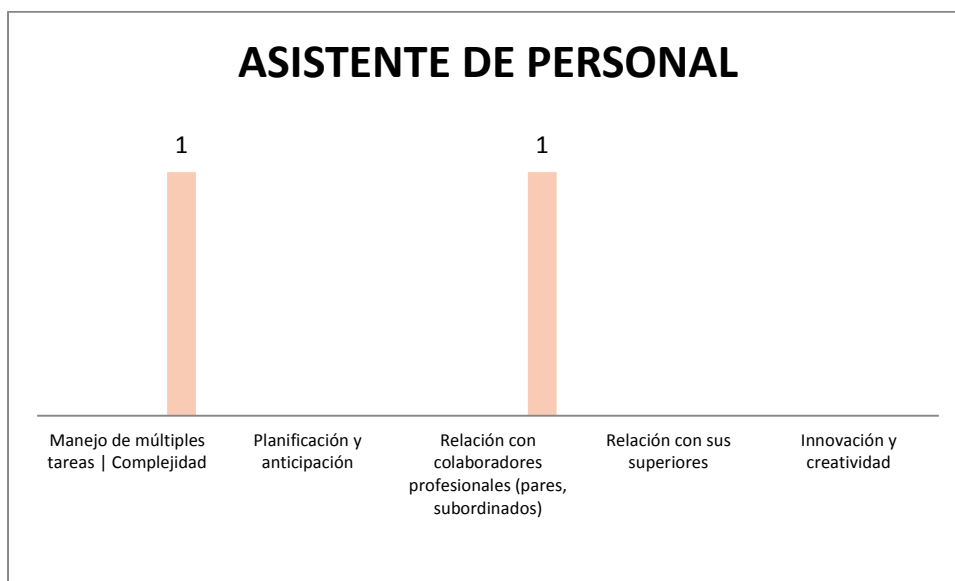 ASISTENTE DE PERSONAL
1
1
Manejo de múltiples
tareas | Complejidad
Planificación y
anticipación
Relación con
colaboradores
profesionales (pares,
subordinados)
Relación con sus
superiores
Innovación y
creatividad